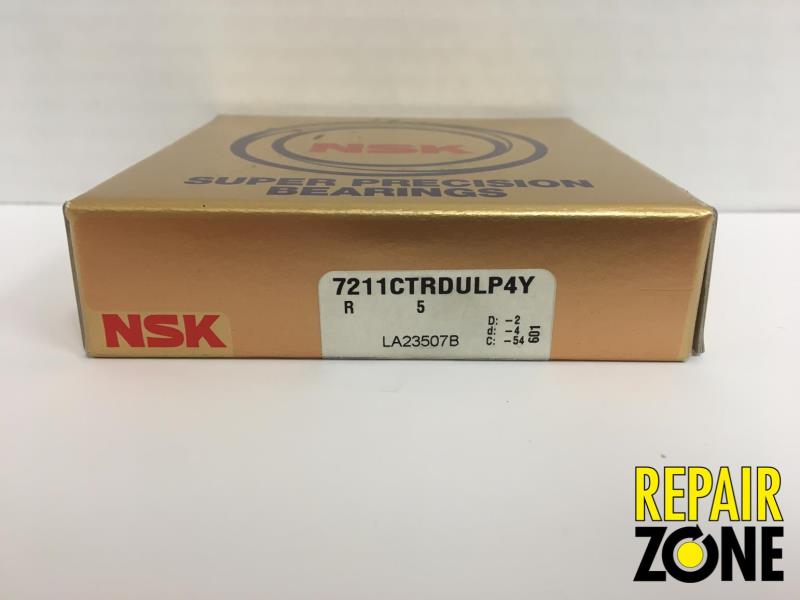 NSK
SUPER PRECISION
BEARINGS
NSK
7211CTRDULP4Y
R 5
D: -2
d: -4
LA23507B C: -54
601
REPAIR
ZONE